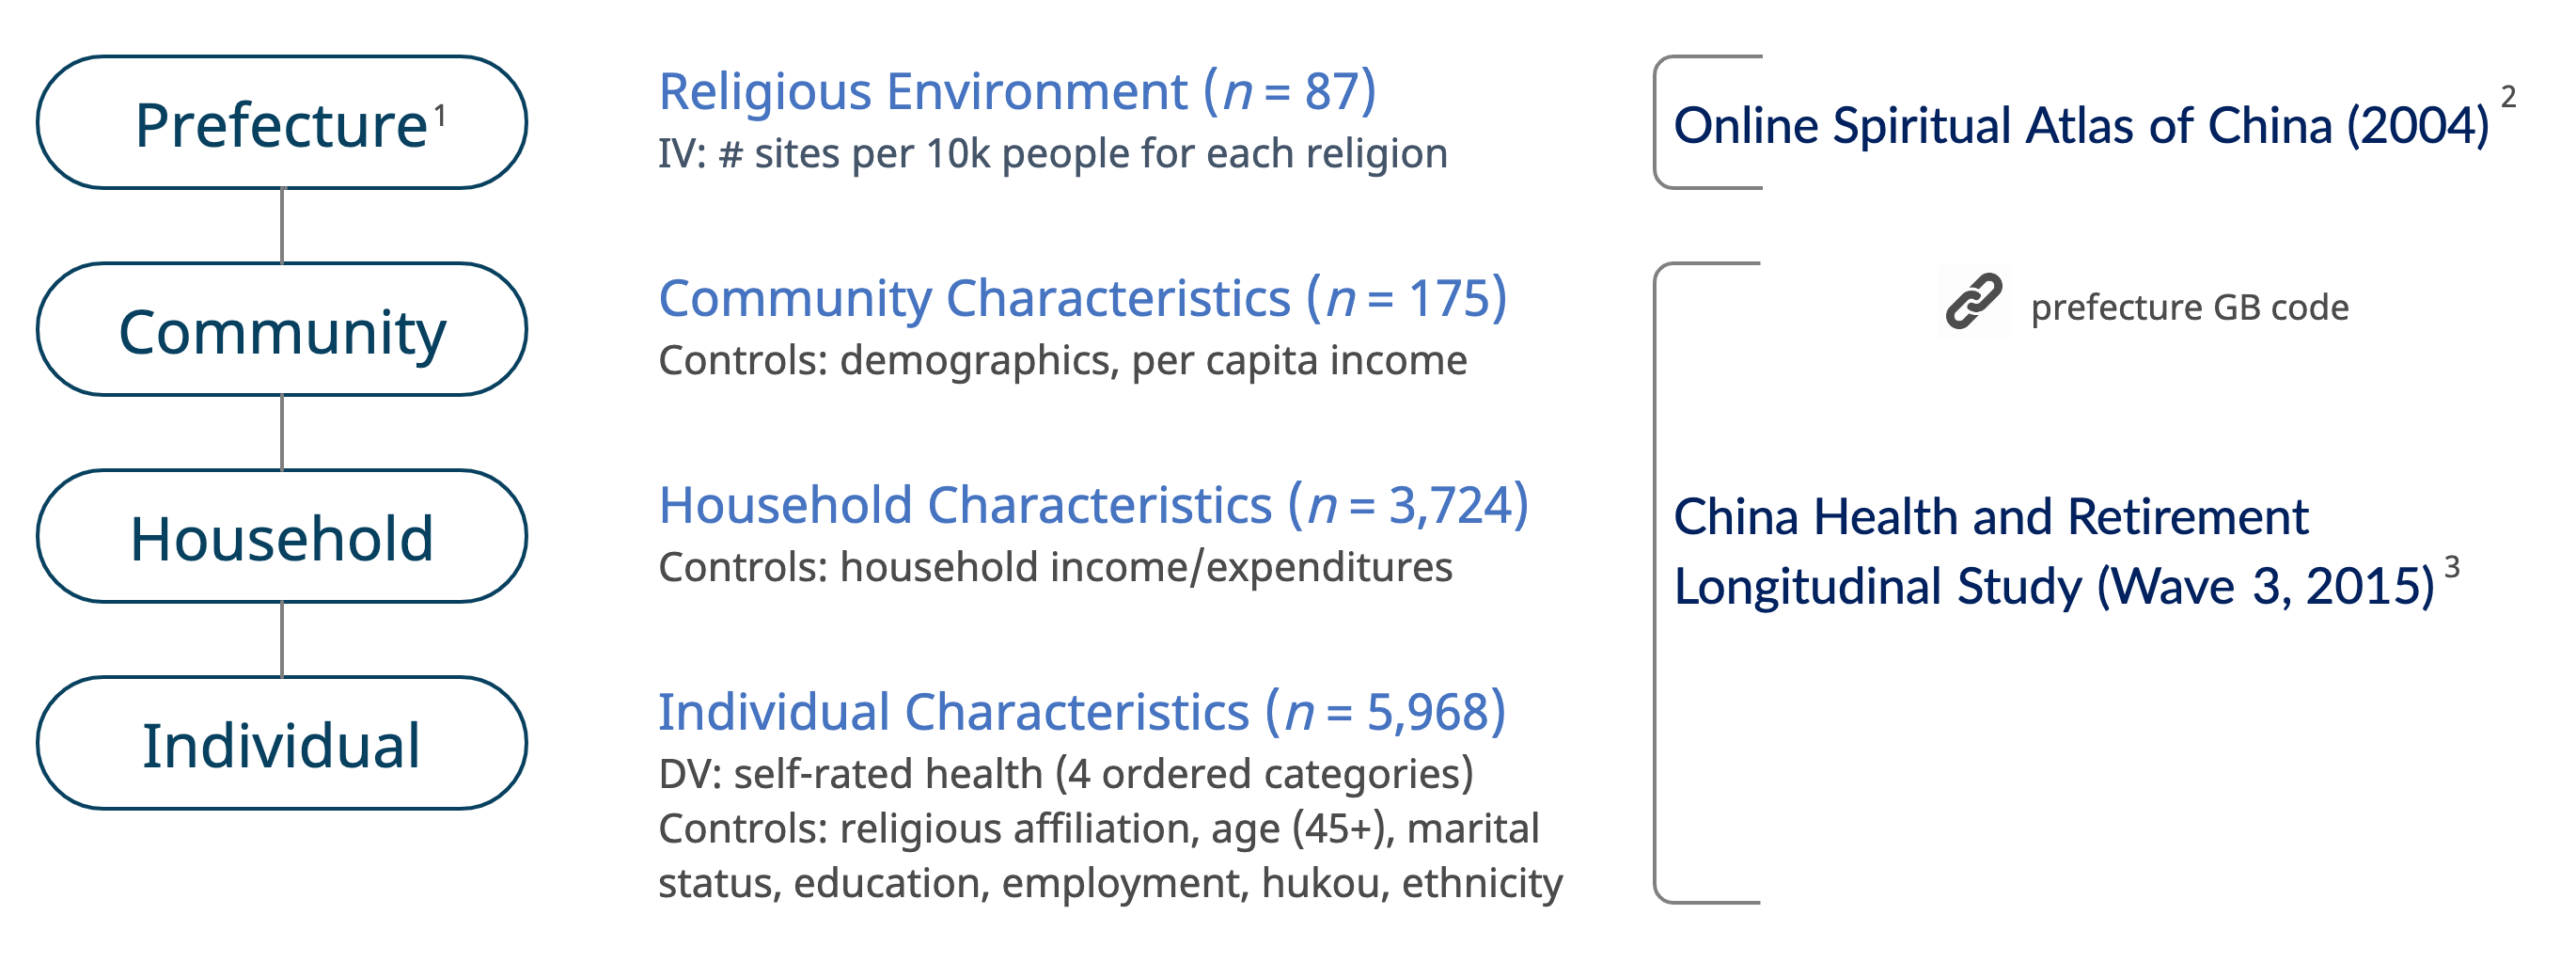 Prefecture¹
Religious Environment (n = 87)
IV: # sites per 10k people for each religion
Online Spiritual Atlas of China (2004) ²
Community
Community Characteristics (n = 175)
Controls: demographics, per capita income
prefecture GB code
Household
Household Characteristics (n = 3,724)
Controls: household income/expenditures
China Health and Retirement
Longitudinal Study (Wave 3, 2015) ³
Individual
Individual Characteristics (n = 5,968)
DV: self-rated health (4 ordered categories)
Controls: religious affiliation, age (45+), marital
status, education, employment, hukou, ethnicity